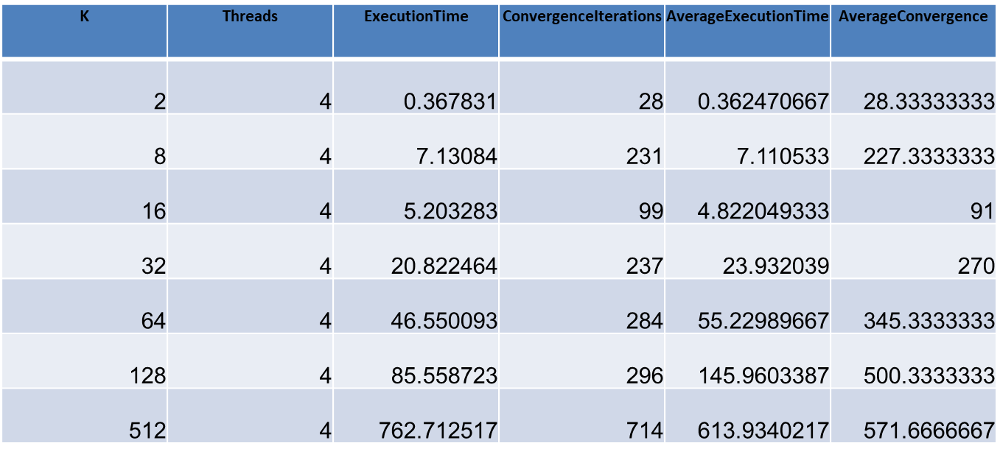 K Threads ExecutionTime ConvergenceIterations AverageExecutionTime AverageConvergence
2 4 0.367831 28 0.362470667 28.33333333
8 4 7.13084 231 7.110533 227.3333333
16 4 5.203283 99 4.822049333 91
32 4 20.822464 237 23.932039 270
64 4 46.550093 284 55.22989667 345.3333333
128 4 85.558723 296 145.9603387 500.3333333
512 4 762.712517 714 613.9340217 571.6666667